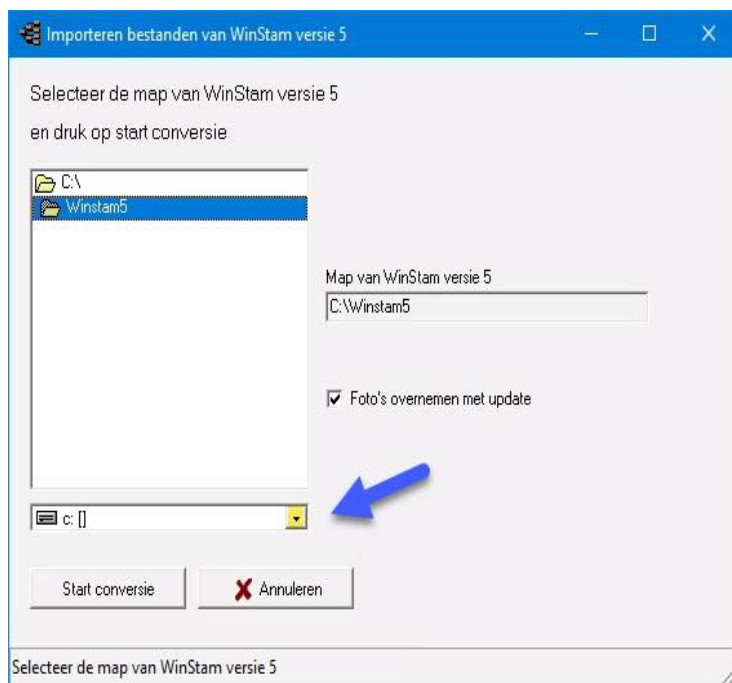 Importeren bestanden van WinStam versie 5
Selecteer de map van WinStam versie 5
en druk op start conversie
C:\
Winstam5
Map van WinStam versie 5
C:\Winstam5
Foto's overnemen met update
c: []
Start conversie
Annuleren
Selecteer de map van WinStam versie 5